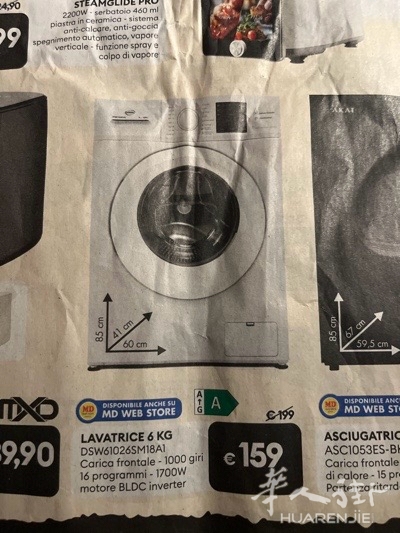 24,90
99
STEAMGLIDE PRO
2200W - serbatoio 460 ml
piastra in ceramica - sistema
anti-calcare, anti-goccia
spegnimento automatico, vapore
verticale - funzione spray e
colpo di vapore
AKAI
85 cm
41 cm
60 cm
85 cm
67 cm
59,5 cm
MXO
39,90
MD
DISPONIBILE ANCHE SU
MD WEB STORE
A
G
A
LAVATRICE 6 KG
DSW61026SM18A1
Carica frontale - 1000 giri
16 programmi - 1700W
motore BLDC inverter
€ 199
€ 159
MD
DISPONIBILE ANCHE
MD WEB STORE
ASCIUGATRIC
ASC1053ES-BH
Carica frontale -
di calore - 15 pr
Partenza ritard
华人街
HUARENJIE